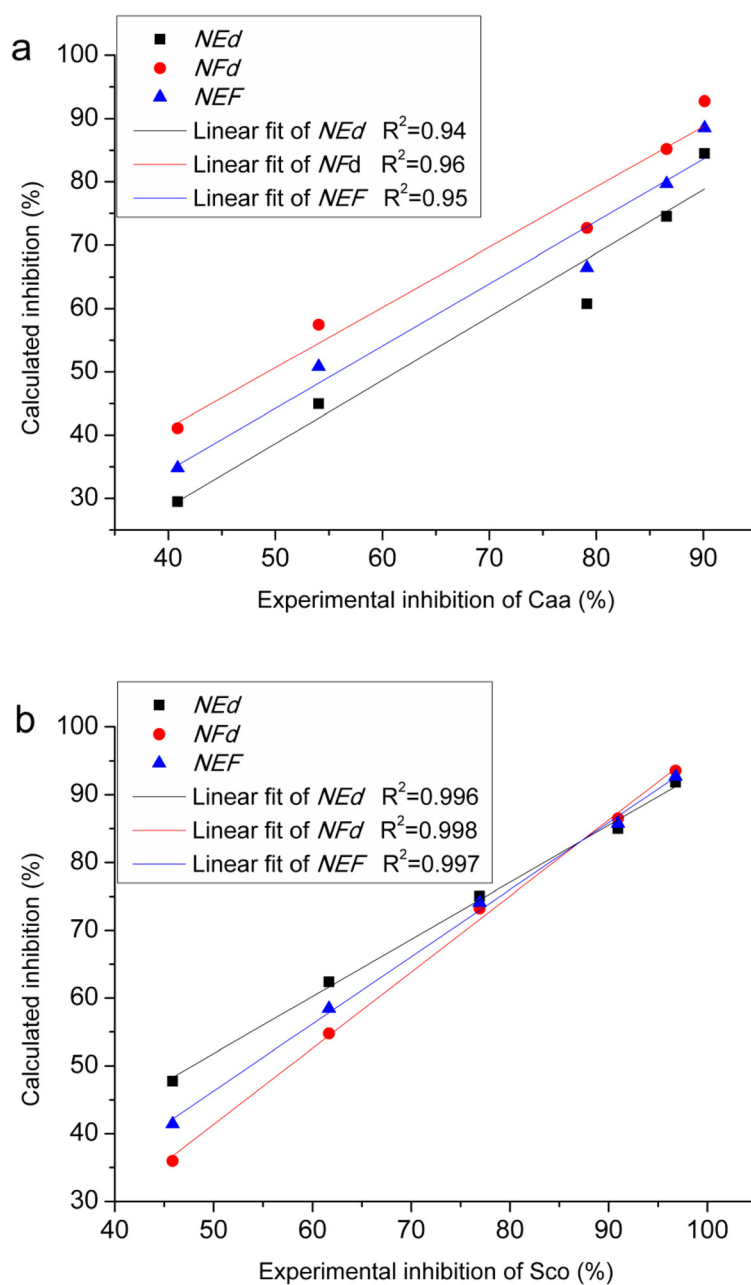 a
NEd
NFd
NEF
Linear fit of NEd R²=0.94
Linear fit of NFd R²=0.96
Linear fit of NEF R²=0.95
100
90
80
70
60
50
40
30
Calculated inhibition (%)
40 50 60 70 80 90
Experimental inhibition of Caa (%)
b
NEd
NFd
NEF
Linear fit of NEd R²=0.996
Linear fit of NFd R²=0.998
Linear fit of NEF R²=0.997
100
90
80
70
60
50
40
30
Calculated inhibition (%)
40 50 60 70 80 90 100
Experimental inhibition of Sco (%)